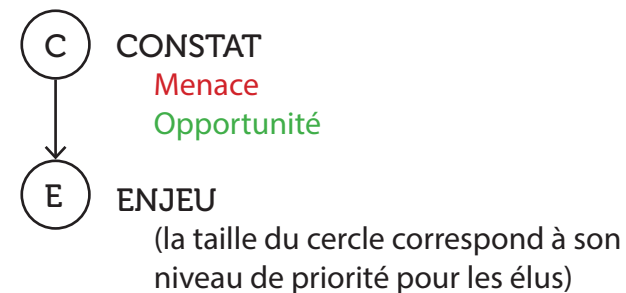 C CONSTAT
Menace
Opportunité
E ENJEU
(la taille du cercle correspond à son
niveau de priorité pour les élus)